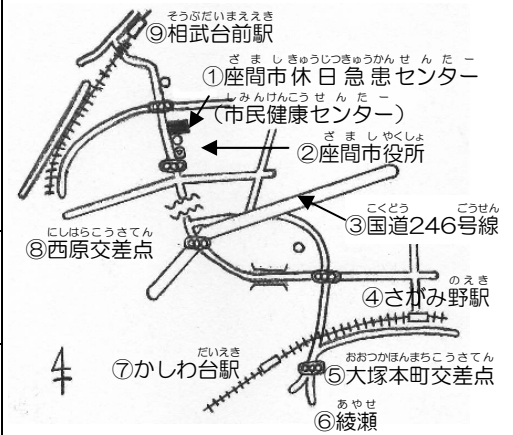 そうぶだいまええき
⑨相武台前駅
ざましきゅうじつきゅうかんせんたー
①座間市休日急患センター
しみんけんこうせんたー
（市民健康センター）
ざましやくしょ
②座間市役所
こくどう ごうせん
③国道246号線
にしはらこうさてん
⑧西原交差点
のえき
④さがみ野駅
だいえき
⑦かしわ台駅
おおつかほんまちこうさてん
⑤大塚本町交差点
あやせ
⑥綾瀬